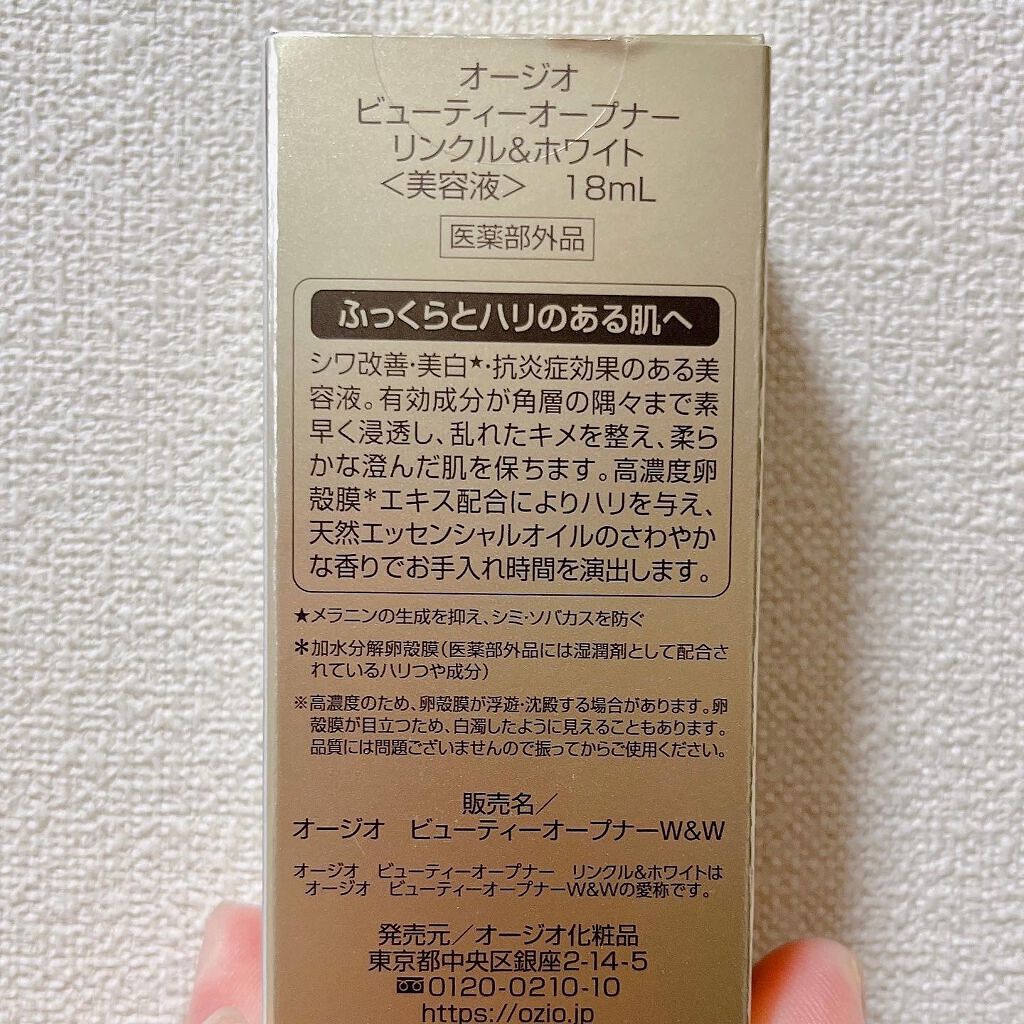 オージオ
ビューティーオープナー
リンクル&ホワイト
＜美容液＞　18mL
医薬部外品
ふっくらとハリのある肌へ
シワ改善・美白★・抗炎症効果のある美
容液。有効成分が角層の隅々まで素
早く浸透し、乱れたキメを整え、柔ら
かな澄んだ肌を保ちます。高濃度卵
殻膜＊エキス配合によりハリを与え、
天然エッセンシャルオイルのさわやか
な香りでお手入れ時間を演出します。
★メラニンの生成を抑え、シミ・ソバカスを防ぐ
＊加水分解卵殻膜（医薬部外品には湿潤剤として配合さ
れているハリつや成分）
※高濃度のため、卵殻膜が浮遊・沈殿する場合があります。卵
殻膜が目立つため、白濁したように見えることもあります。
品質には問題ございませんので振ってからご使用ください。
販売名／
オージオ　ビューティーオープナーW&W
オージオ　ビューティーオープナー　リンクル&ホワイトは
オージオ　ビューティーオープナーW&Wの愛称です。
発売元／オージオ化粧品
東京都中央区銀座2-14-5
0120-0210-10
https://ozio.jp